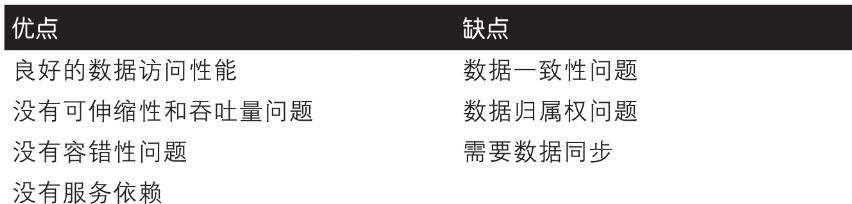 优点 缺点
良好的数据访问性能 数据一致性问题
没有可伸缩性和吞吐量问题 数据归属权问题
没有容错性问题 需要数据同步
没有服务依赖